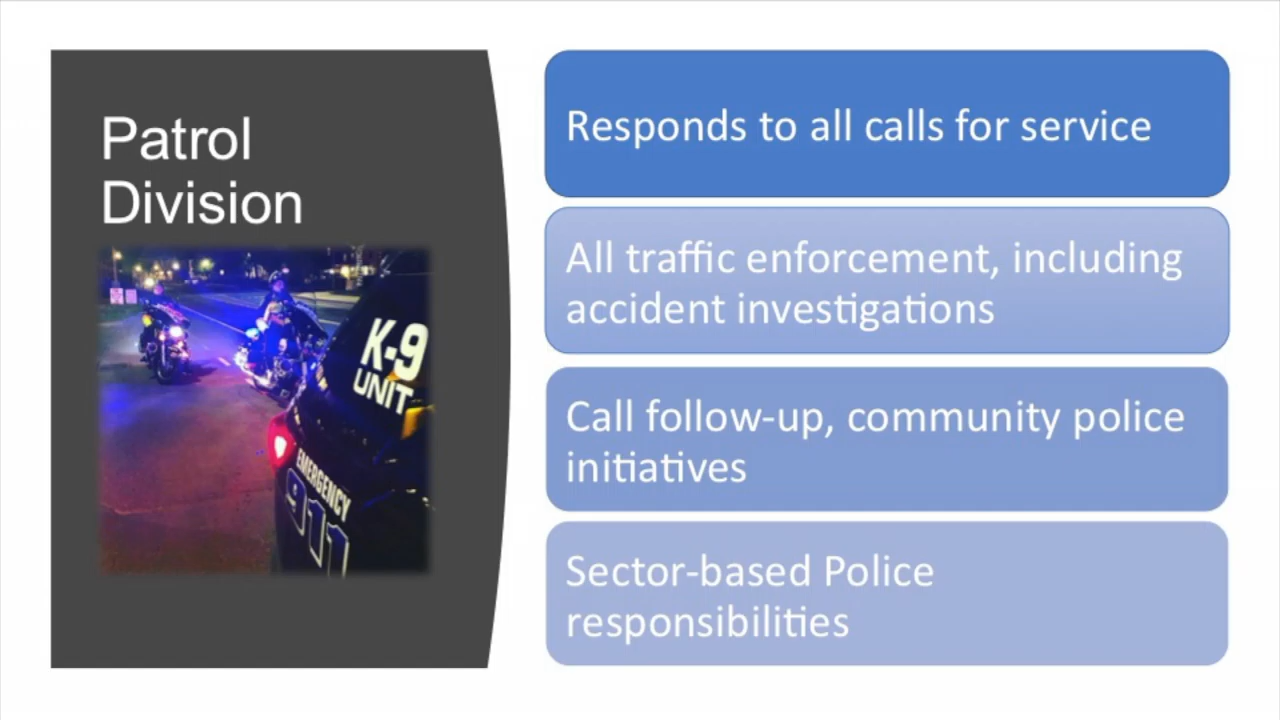 Patrol
Division
K-9
UNIT
EMERGENCY
911
Responds to all calls for service
All traffic enforcement, including
accident investigations
Call follow-up, community police
initiatives
Sector-based Police
responsibilities